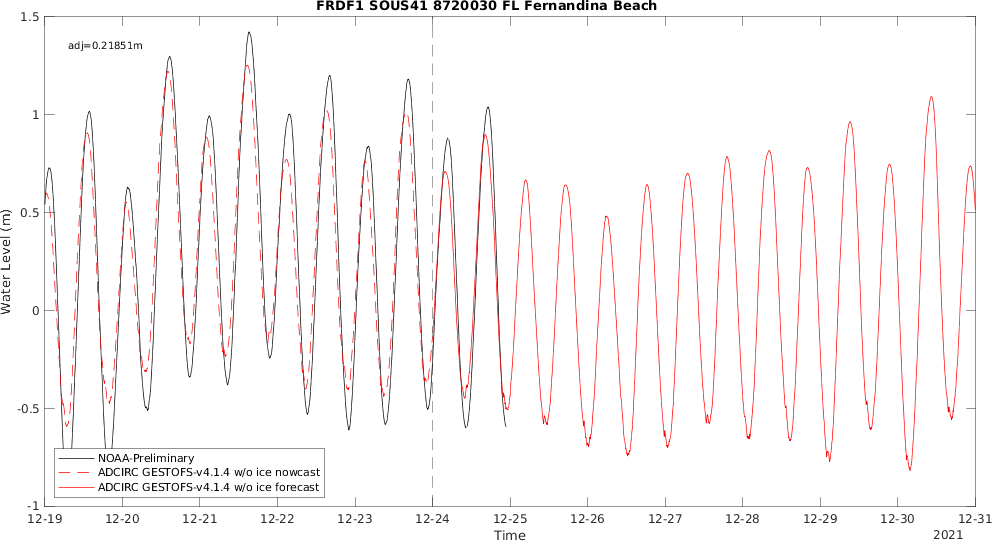 FRDF1 SOUS41 8720030 FL Fernandina Beach
adj=0.21851m
1.5
1
0.5
0
-0.5
-1
Water Level (m)
NOAA-Preliminary
ADCIRC GESTOFS-v4.1.4 w/o ice nowcast
ADCIRC GESTOFS-v4.1.4 w/o ice forecast
12-19 12-20 12-21 12-22 12-23 12-24 12-25 12-26 12-27 12-28 12-29 12-30 12-31
Time
2021